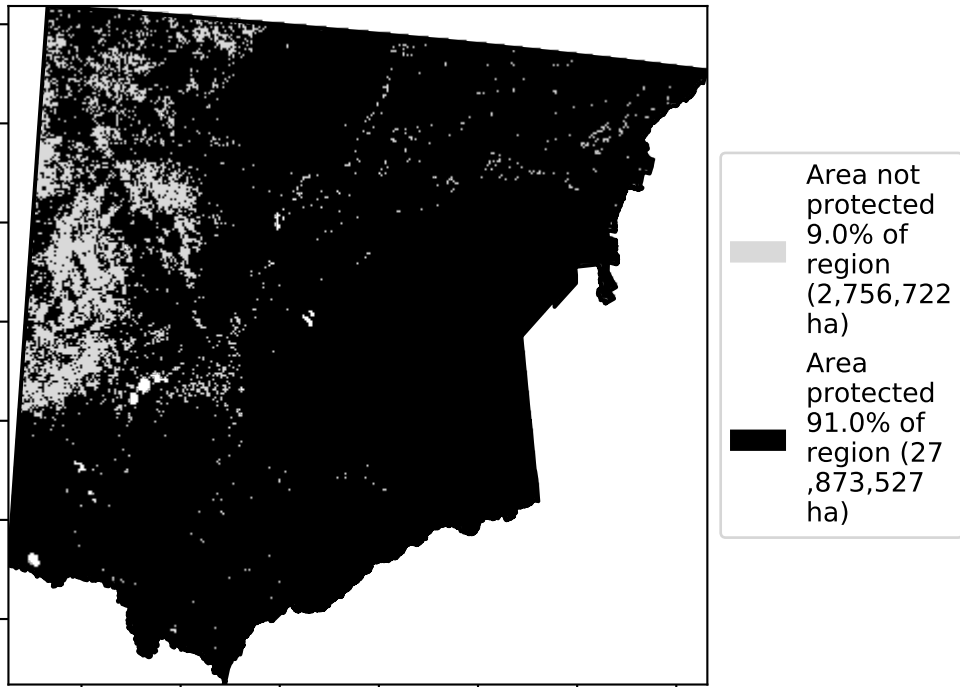 Area not
protected
9.0% of
region
(2,756,722
ha)
Area
protected
91.0% of
region (27
,873,527
ha)